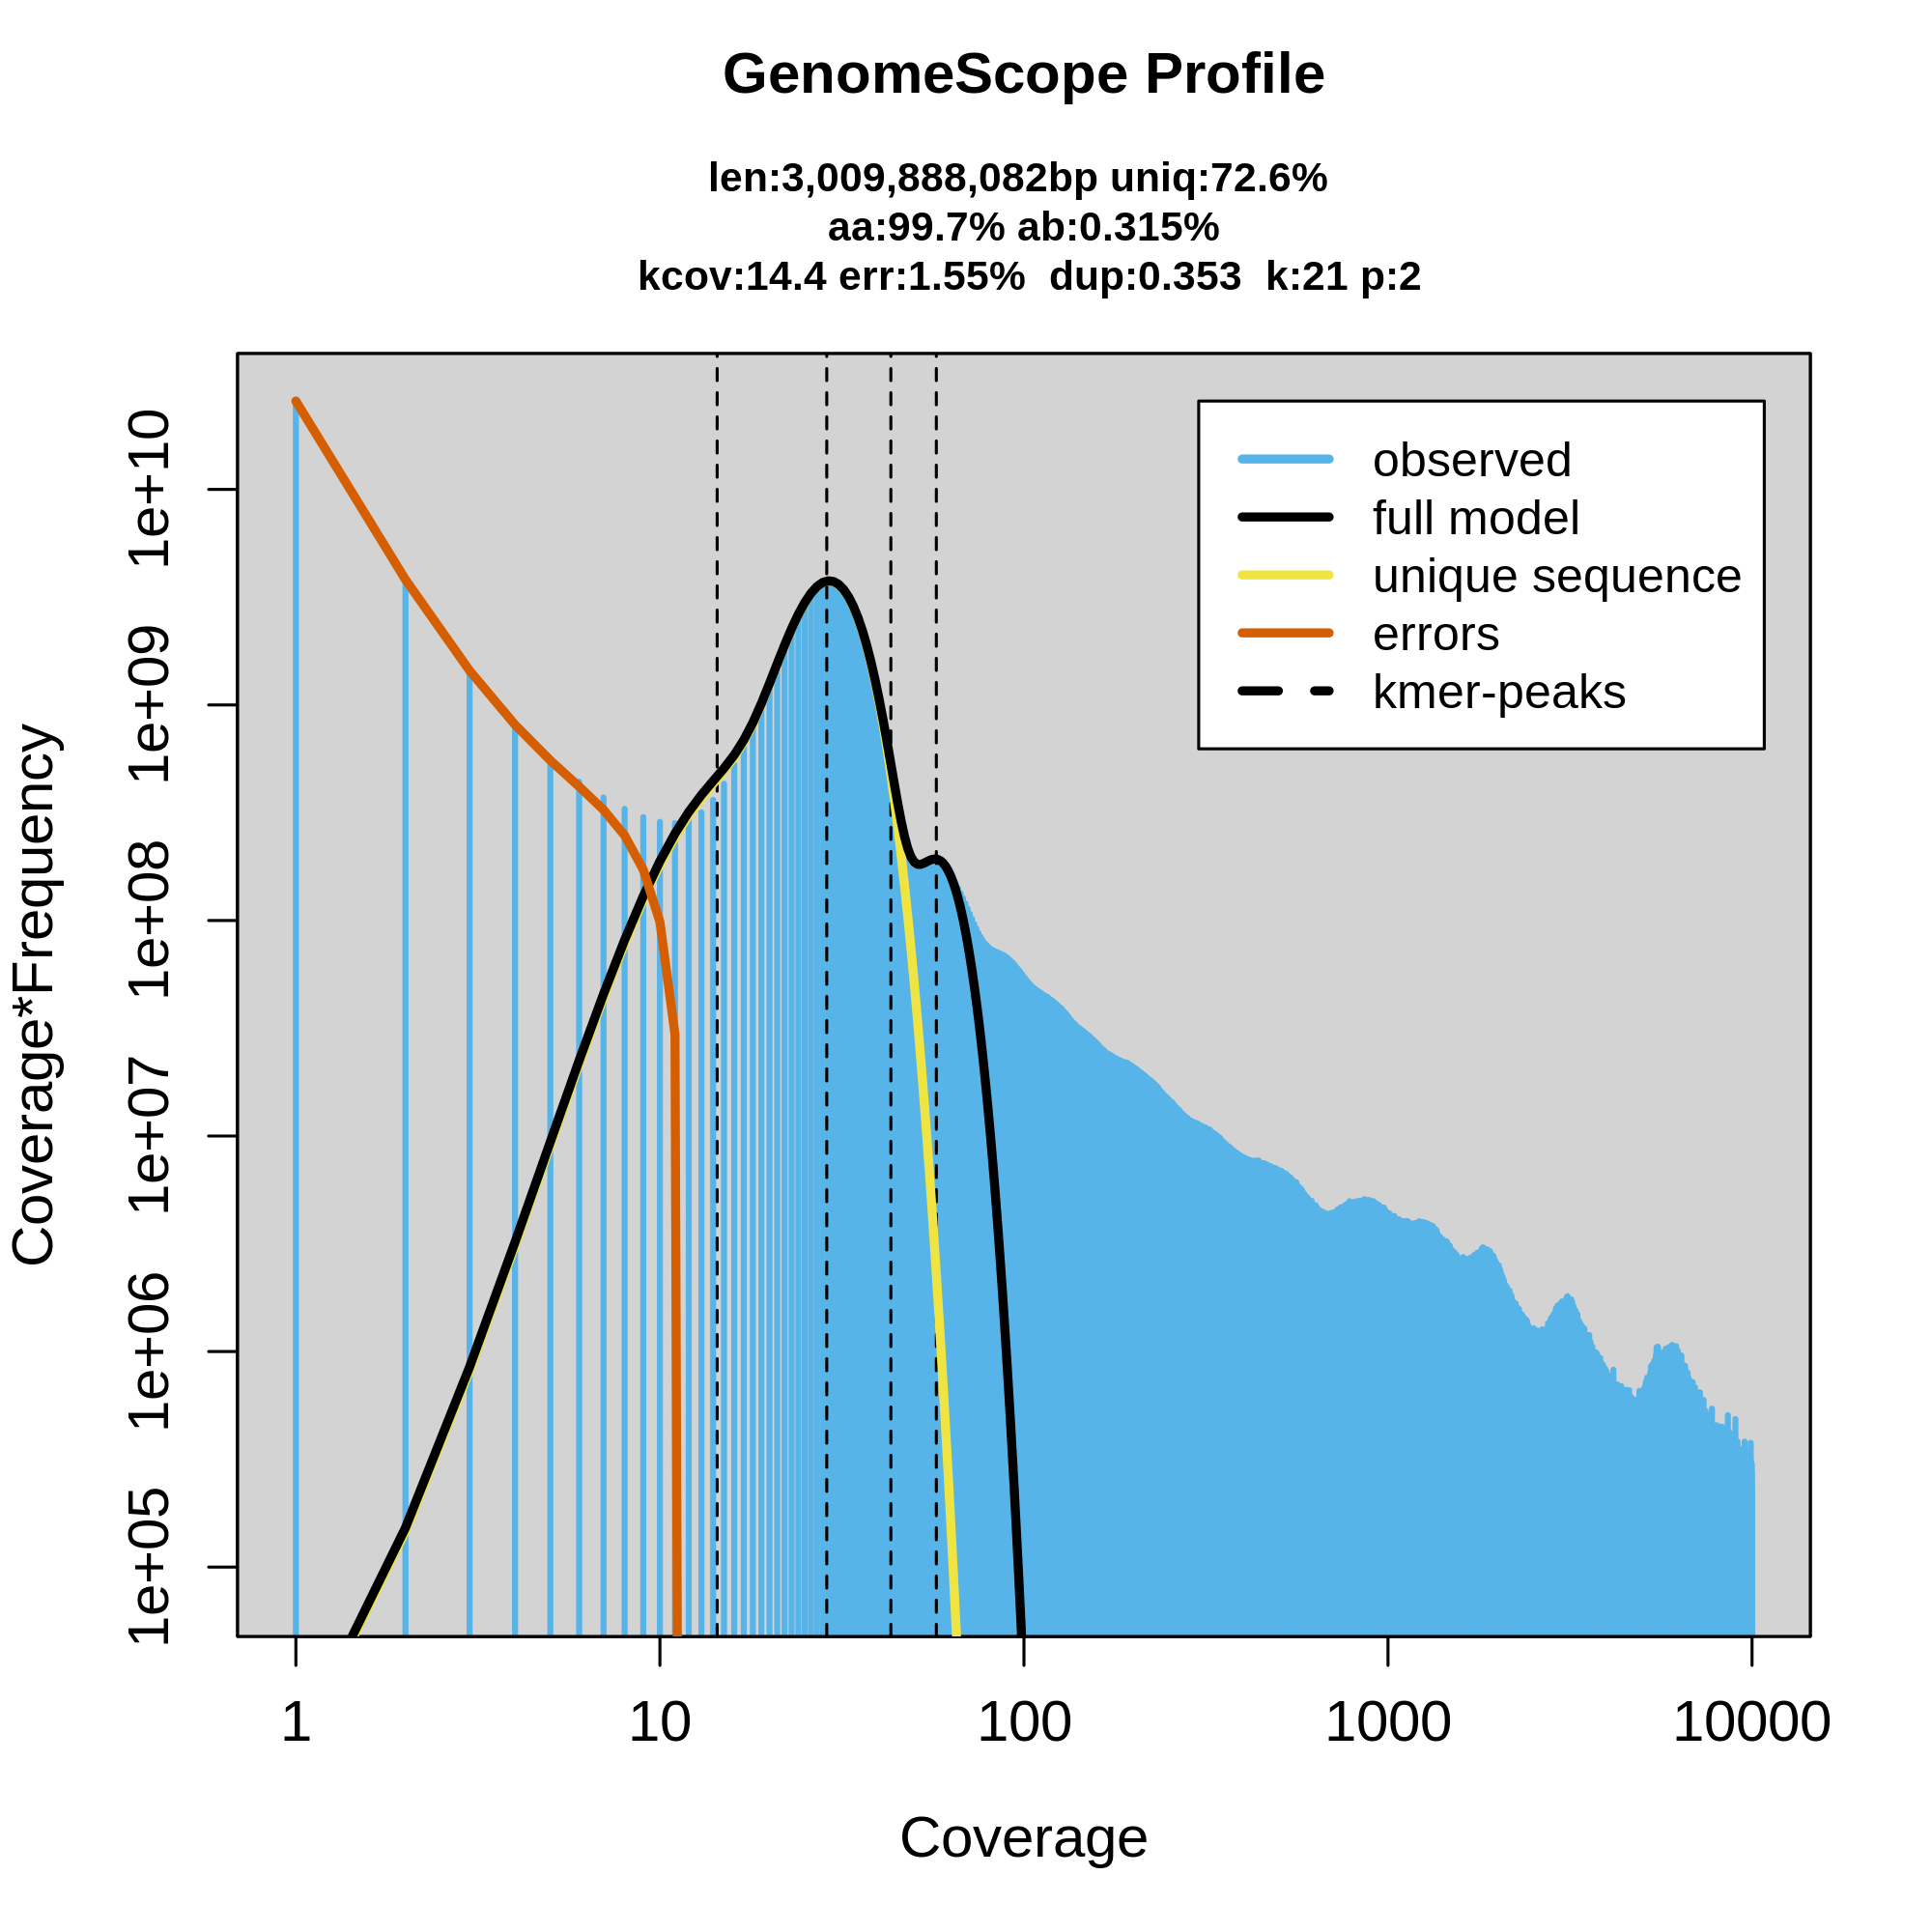 GenomeScope Profile
len:3,009,888,082bp uniq:72.6%
aa:99.7% ab:0.315%
kcov:14.4 err:1.55%  dup:0.353  k:21 p:2
observed
full model
unique sequence
errors
kmer-peaks
Coverage*Frequency
1e+10
1e+09
1e+08
1e+07
1e+06
1e+05
1
10
100
1000
10000
Coverage